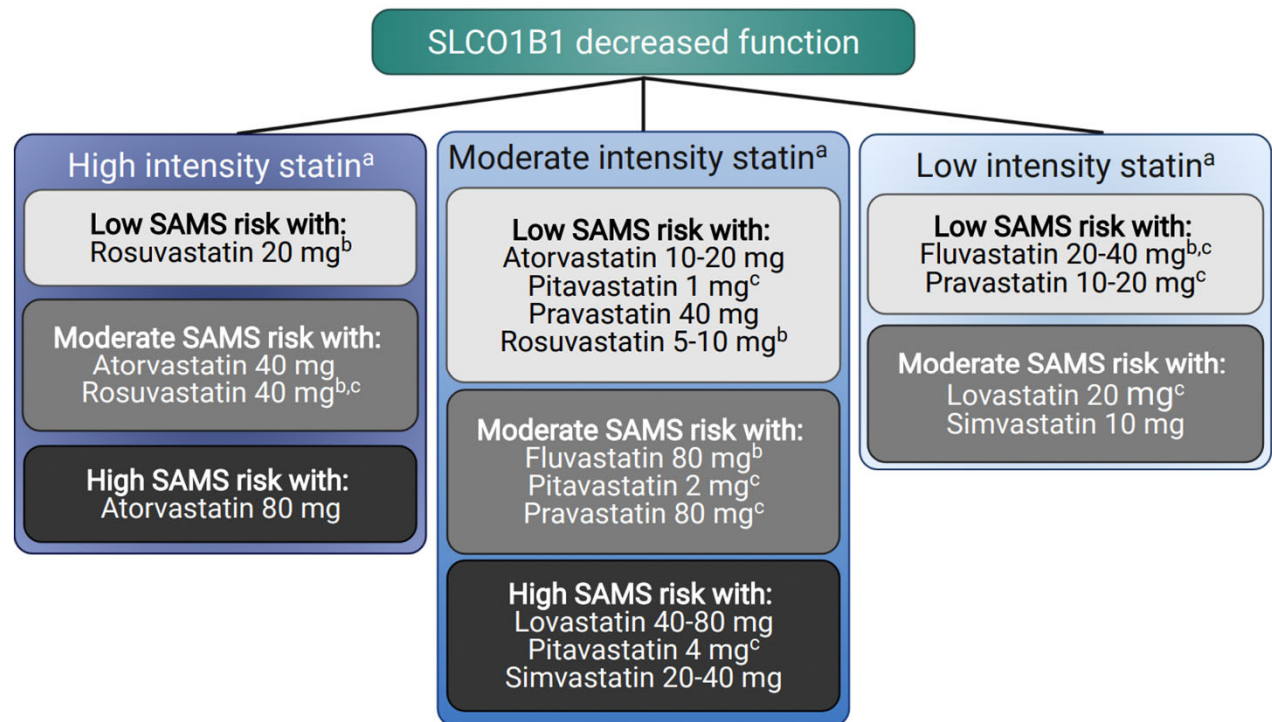 SLCO1B1 decreased function
High intensity statinᵃ
Low SAMS risk with:
Rosuvastatin 20 mgᵇ
Moderate SAMS risk with:
Atorvastatin 40 mg
Rosuvastatin 40 mgᵇ,ᶜ
High SAMS risk with:
Atorvastatin 80 mg
Moderate intensity statinᵃ
Low SAMS risk with:
Atorvastatin 10-20 mg
Pitavastatin 1 mgᶜ
Pravastatin 40 mg
Rosuvastatin 5-10 mgᵇ
Moderate SAMS risk with:
Fluvastatin 80 mgᵇ
Pitavastatin 2 mgᶜ
Pravastatin 80 mgᶜ
High SAMS risk with:
Lovastatin 40-80 mg
Pitavastatin 4 mgᶜ
Simvastatin 20-40 mg
Low intensity statinᵃ
Low SAMS risk with:
Fluvastatin 20-40 mgᵇ,ᶜ
Pravastatin 10-20 mgᶜ
Moderate SAMS risk with:
Lovastatin 20 mgᶜ
Simvastatin 10 mg